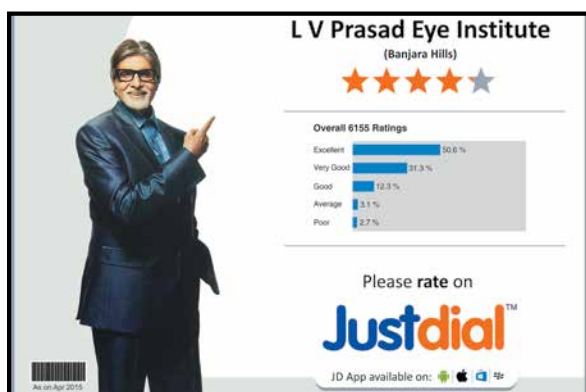 L V Prasad Eye Institute
(Banjara Hills)
Overall 6155 Ratings
Excellent 50.6 %
Very Good 31.3 %
Good 12.3 %
Average 3.1 %
Poor 2.7 %
Please rate on
Justdial™
JD App available on:
As on Apr 2015